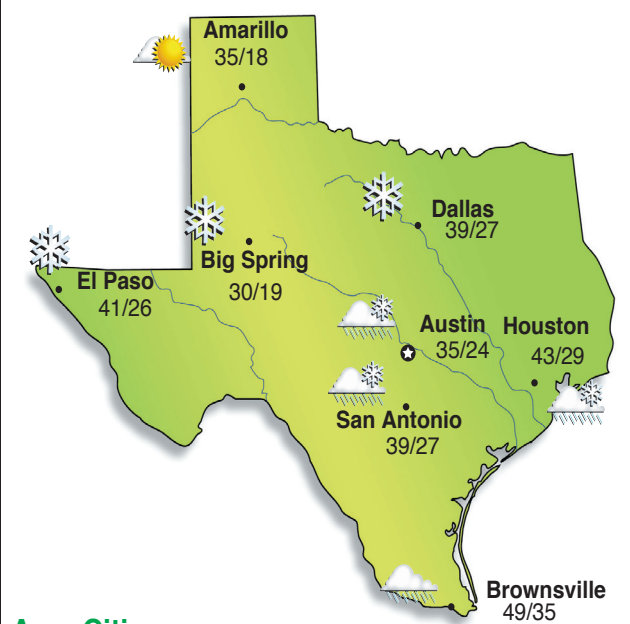 Amarillo
35/18
Dallas
39/27
Big Spring
30/19
El Paso
41/26
Austin
35/24
Houston
43/29
San Antonio
39/27
Brownsville
49/35